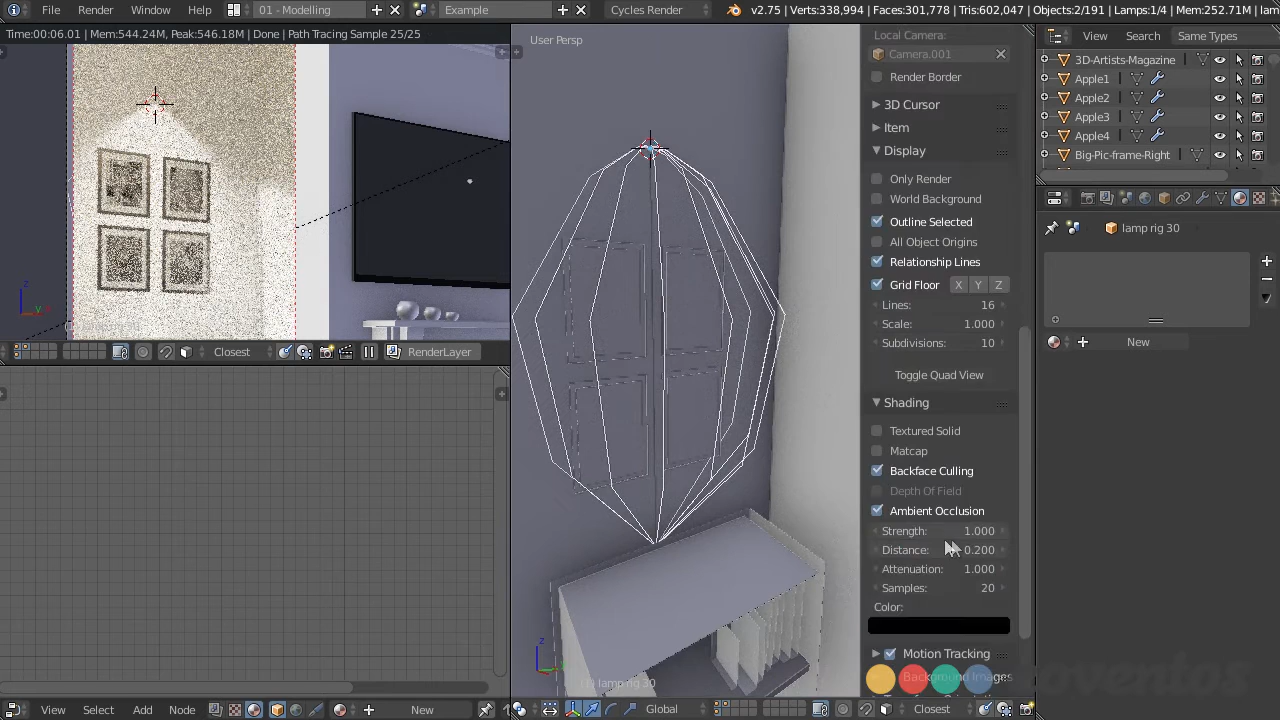 File Render Window Help 01 - Modelling Example Cycles Render v2.75 | Verts:338,994 | Faces:301,778 | Tris:602,047 | Objects:2/191 | Lamps:1/4 | Mem:252.71M | lam
Time:00:06.01 | Mem:544.24M, Peak:546.18M | Done | Path Tracing Sample 25/25
User Persp
Local Camera:
Camera.001
Render Border
3D Cursor
Item
Display
Only Render
World Background
Outline Selected
All Object Origins
Relationship Lines
Grid Floor X Y Z
Lines: 16
Scale: 1.000
Subdivisions: 10
Toggle Quad View
Shading
Textured Solid
Matcap
Backface Culling
Depth Of Field
Ambient Occlusion
Strength: 1.000
Distance: 0.200
Attenuation: 1.000
Samples: 20
Color:
Motion Tracking
Background Images
View Search Same Types
3D-Artists-Magazine
Apple1
Apple2
Apple3
Apple4
Big-Pic-frame-Right
lamp rig 30
New
z
y
Closest RenderLayer
z
(1) lamp rig 30
View Select Add Node New
Global Closest